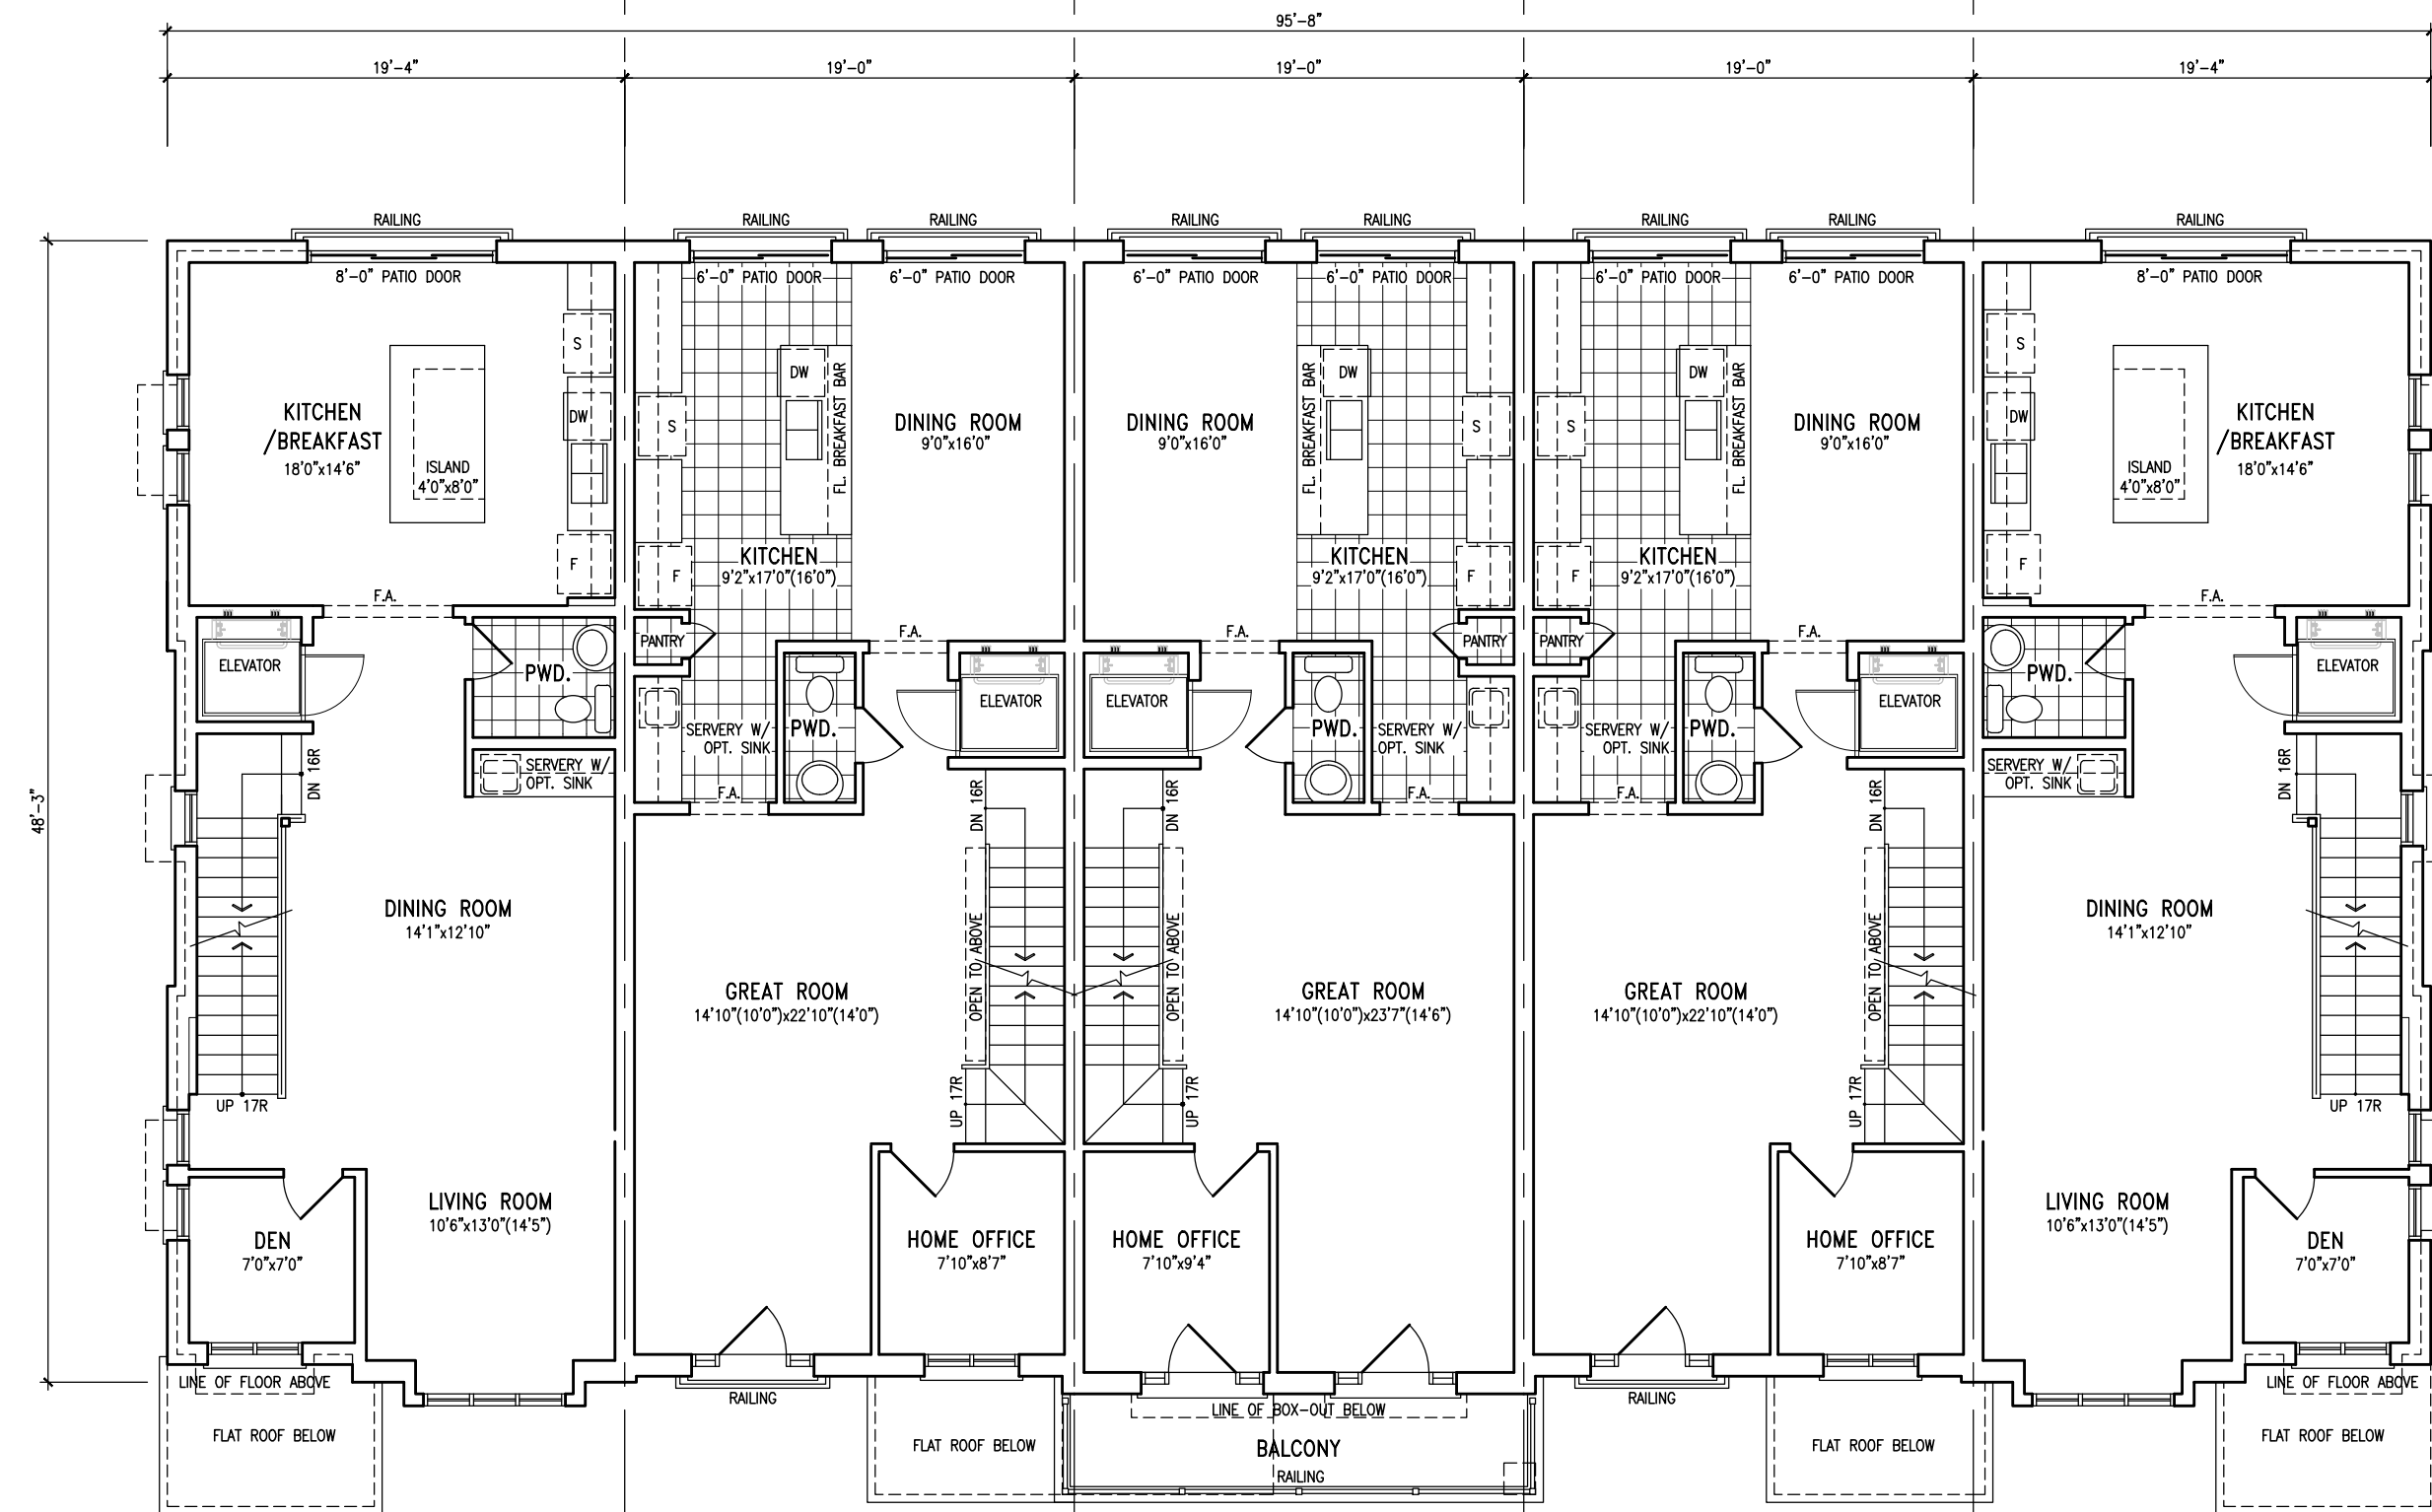 95'-8"
19'-4"
19'-0"
19'-0"
19'-0"
19'-4"
48'-3"
RAILING
RAILING
RAILING
RAILING
RAILING
RAILING
RAILING
RAILING
8'-0" PATIO DOOR
6'-0" PATIO DOOR
6'-0" PATIO DOOR
6'-0" PATIO DOOR
6'-0" PATIO DOOR
6'-0" PATIO DOOR
6'-0" PATIO DOOR
8'-0" PATIO DOOR
KITCHEN
/BREAKFAST
18'0"x14'6"
ISLAND
4'0"x8'0"
S
DW
F
F.A.
ELEVATOR
PWD.
SERVERY W/
OPT. SINK
DN 16R
UP 17R
DINING ROOM
14'1"x12'10"
LIVING ROOM
10'6"x13'0"(14'5")
DEN
7'0"x7'0"
LINE OF FLOOR ABOVE
FLAT ROOF BELOW
S
F
DW
FL. BREAKFAST BAR
KITCHEN
9'2"x17'0"(16'0")
DINING ROOM
9'0"x16'0"
PANTRY
F.A.
SERVERY W/
OPT. SINK
PWD.
ELEVATOR
F.A.
DN 16R
OPEN TO ABOVE
UP 17R
GREAT ROOM
14'10"(10'0")x22'10"(14'0")
HOME OFFICE
7'10"x8'7"
RAILING
FLAT ROOF BELOW
DINING ROOM
9'0"x16'0"
FL. BREAKFAST BAR
DW
S
F
KITCHEN
9'2"x17'0"(16'0")
F.A.
PANTRY
ELEVATOR
PWD.
SERVERY W/
OPT. SINK
F.A.
DN 16R
OPEN TO ABOVE
UP 17R
GREAT ROOM
14'10"(10'0")x23'7"(14'6")
HOME OFFICE
7'10"x9'4"
LINE OF BOX-OUT BELOW
BALCONY
RAILING
S
F
DW
FL. BREAKFAST BAR
KITCHEN
9'2"x17'0"(16'0")
DINING ROOM
9'0"x16'0"
PANTRY
F.A.
SERVERY W/
OPT. SINK
PWD.
ELEVATOR
F.A.
DN 16R
OPEN TO ABOVE
UP 17R
GREAT ROOM
14'10"(10'0")x22'10"(14'0")
HOME OFFICE
7'10"x8'7"
RAILING
FLAT ROOF BELOW
S
DW
F
ISLAND
4'0"x8'0"
KITCHEN
/BREAKFAST
18'0"x14'6"
F.A.
PWD.
ELEVATOR
SERVERY W/
OPT. SINK
DN 16R
UP 17R
DINING ROOM
14'1"x12'10"
LIVING ROOM
10'6"x13'0"(14'5")
DEN
7'0"x7'0"
LINE OF FLOOR ABOVE
FLAT ROOF BELOW